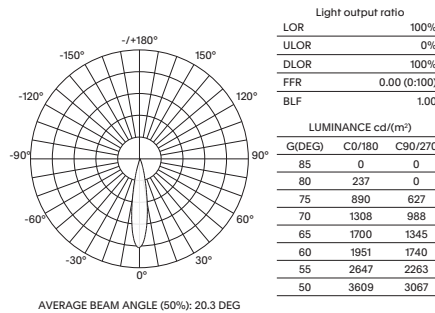 -/+180°
-150° 150°
-120° 120°
-90° 90°
-60° 60°
-30° 30°
0°
AVERAGE BEAM ANGLE (50%): 20.3 DEG
Light output ratio
LOR 100%
ULOR 0%
DLOR 100%
FFR 0.00 (0:100)
BLF 1.00
LUMINANCE cd/(m²)
G(DEG) C0/180 C90/270
85 0 0
80 237 0
75 890 627
70 1308 988
65 1700 1345
60 1951 1740
55 2647 2263
50 3609 3067